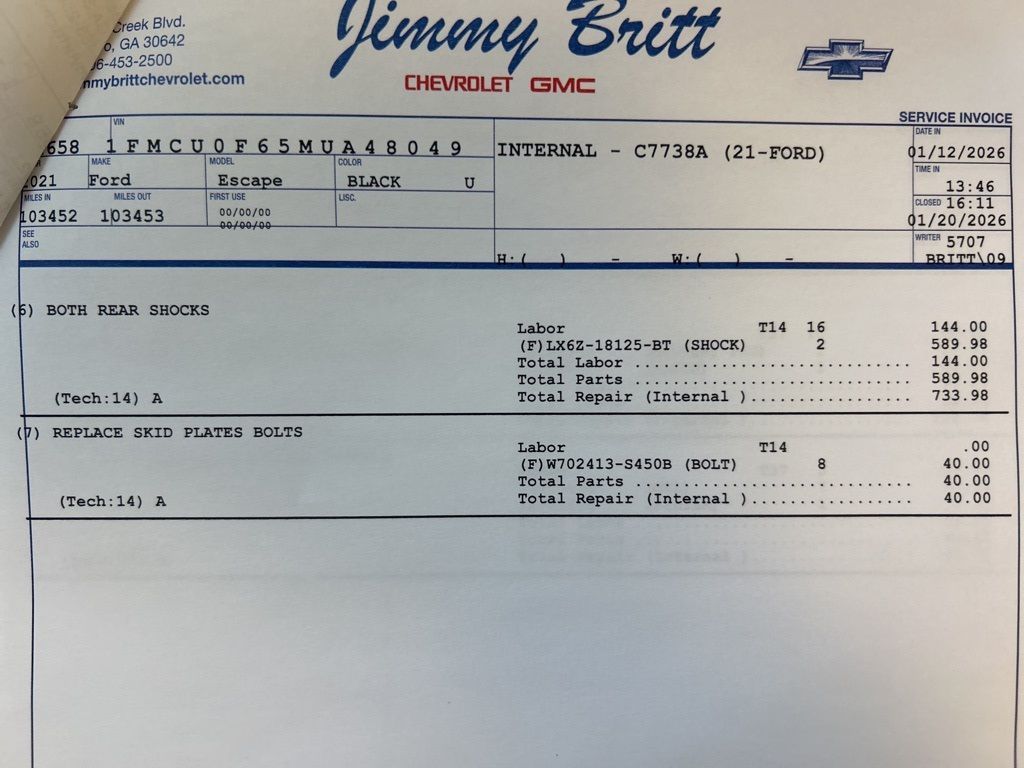 Creek Blvd.
o, GA 30642
6-453-2500
mmybrittchevrolet.com
Jimmy Britt
CHEVROLET GMC
SERVICE INVOICE
VIN
658 1FMCU0F65MUA48049
INTERNAL - C7738A (21-FORD)
DATE IN
01/12/2026
MAKE MODEL COLOR
021 Ford Escape BLACK U
TIME IN
13:46
MILES IN MILES OUT FIRST USE LISC.
103452 103453 00/00/00
00/00/00
CLOSED 16:11
01/20/2026
SEE
ALSO
WRITER 5707
H:( ) - W:( ) - BRITT\09
(6) BOTH REAR SHOCKS
Labor T14 16 144.00
(F)LX6Z-18125-BT (SHOCK) 2 589.98
Total Labor .............................. 144.00
Total Parts .............................. 589.98
(Tech:14) A Total Repair (Internal )................. 733.98
(7) REPLACE SKID PLATES BOLTS
Labor T14 .00
(F)W702413-S450B (BOLT) 8 40.00
Total Parts .............................. 40.00
(Tech:14) A Total Repair (Internal )................. 40.00